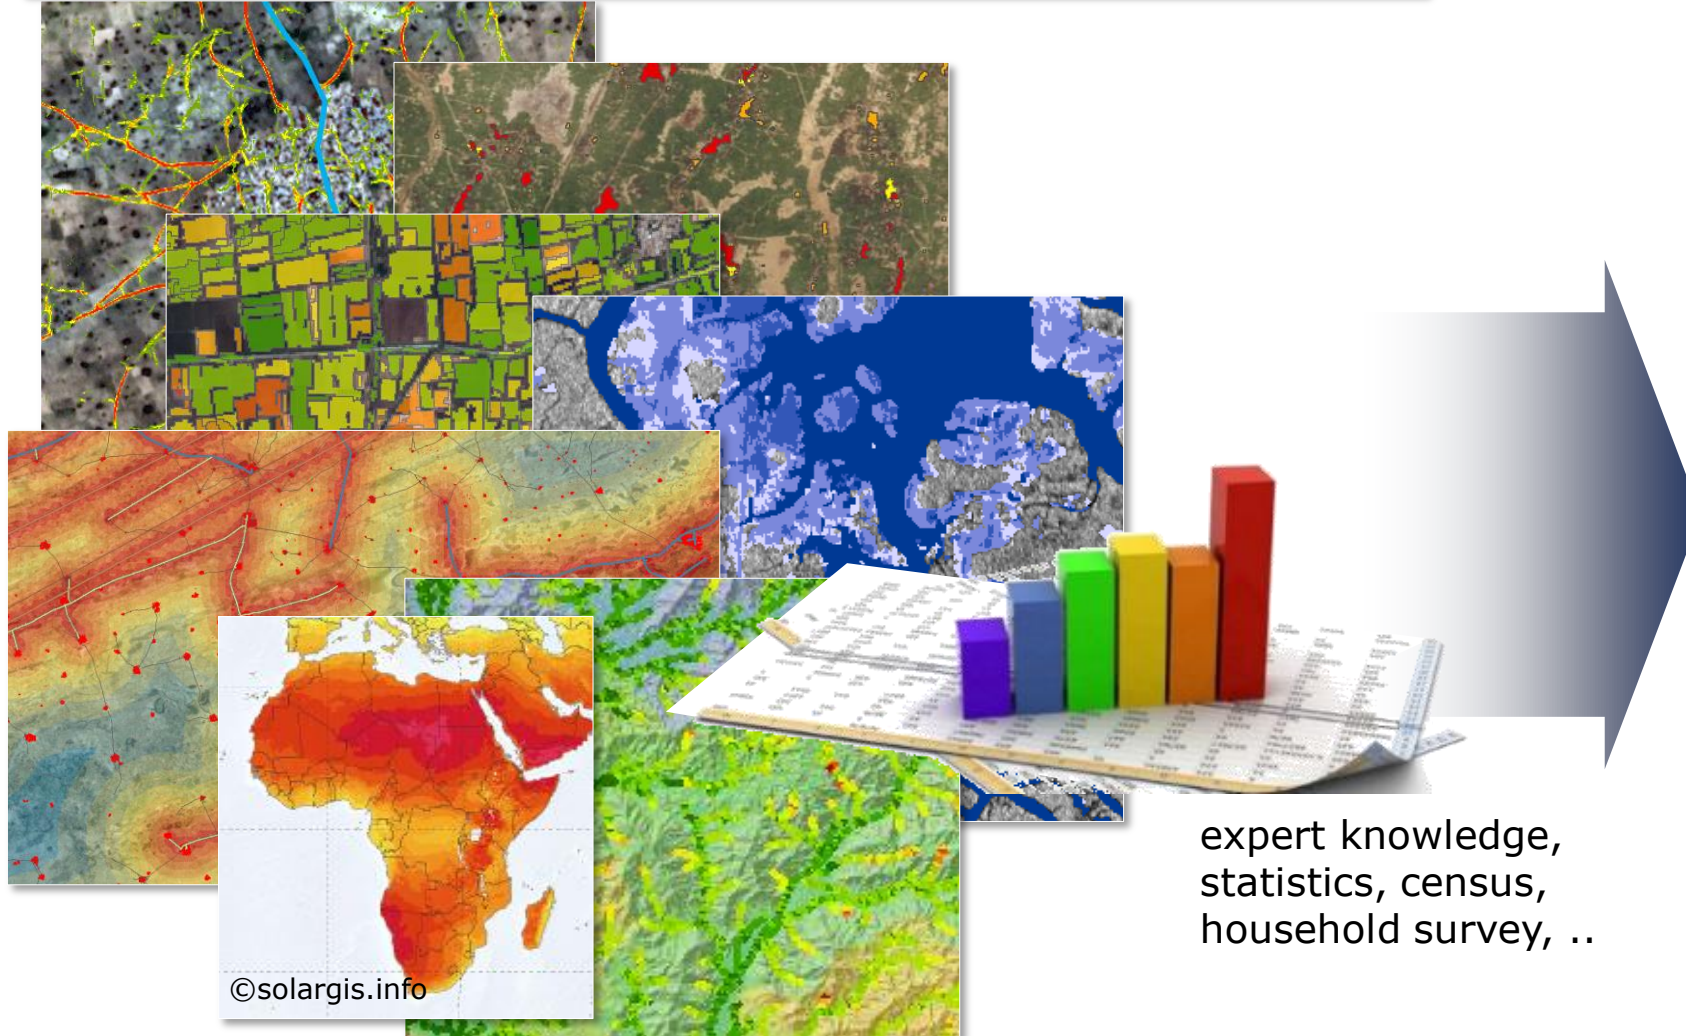 expert knowledge,
statistics, census,
household survey, ..
©solargis.info